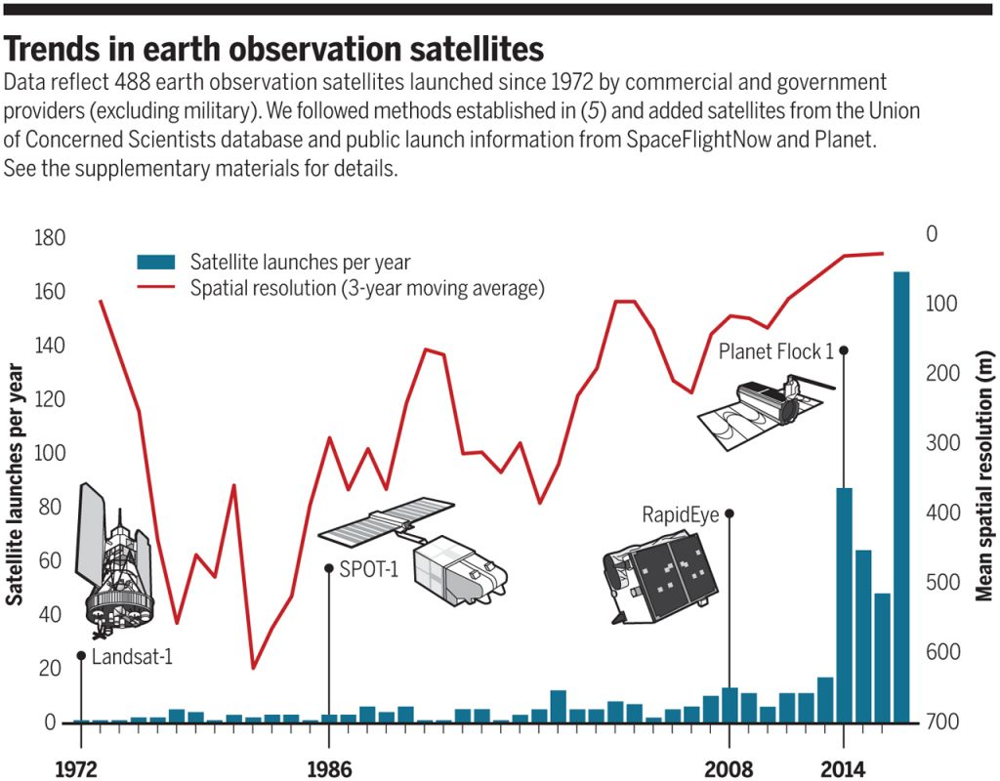 Trends in earth observation satellites
Data reflect 488 earth observation satellites launched since 1972 by commercial and government
providers (excluding military). We followed methods established in (5) and added satellites from the Union
of Concerned Scientists database and public launch information from SpaceFlightNow and Planet.
See the supplementary materials for details.
Satellite launches per year
Spatial resolution (3-year moving average)
Satellite launches per year
180
160
140
120
100
80
60
40
20
0
Landsat-1
SPOT-1
RapidEye
Planet Flock 1
0
100
200
300
400
500
600
700
Mean spatial resolution (m)
1972
1986
2008
2014